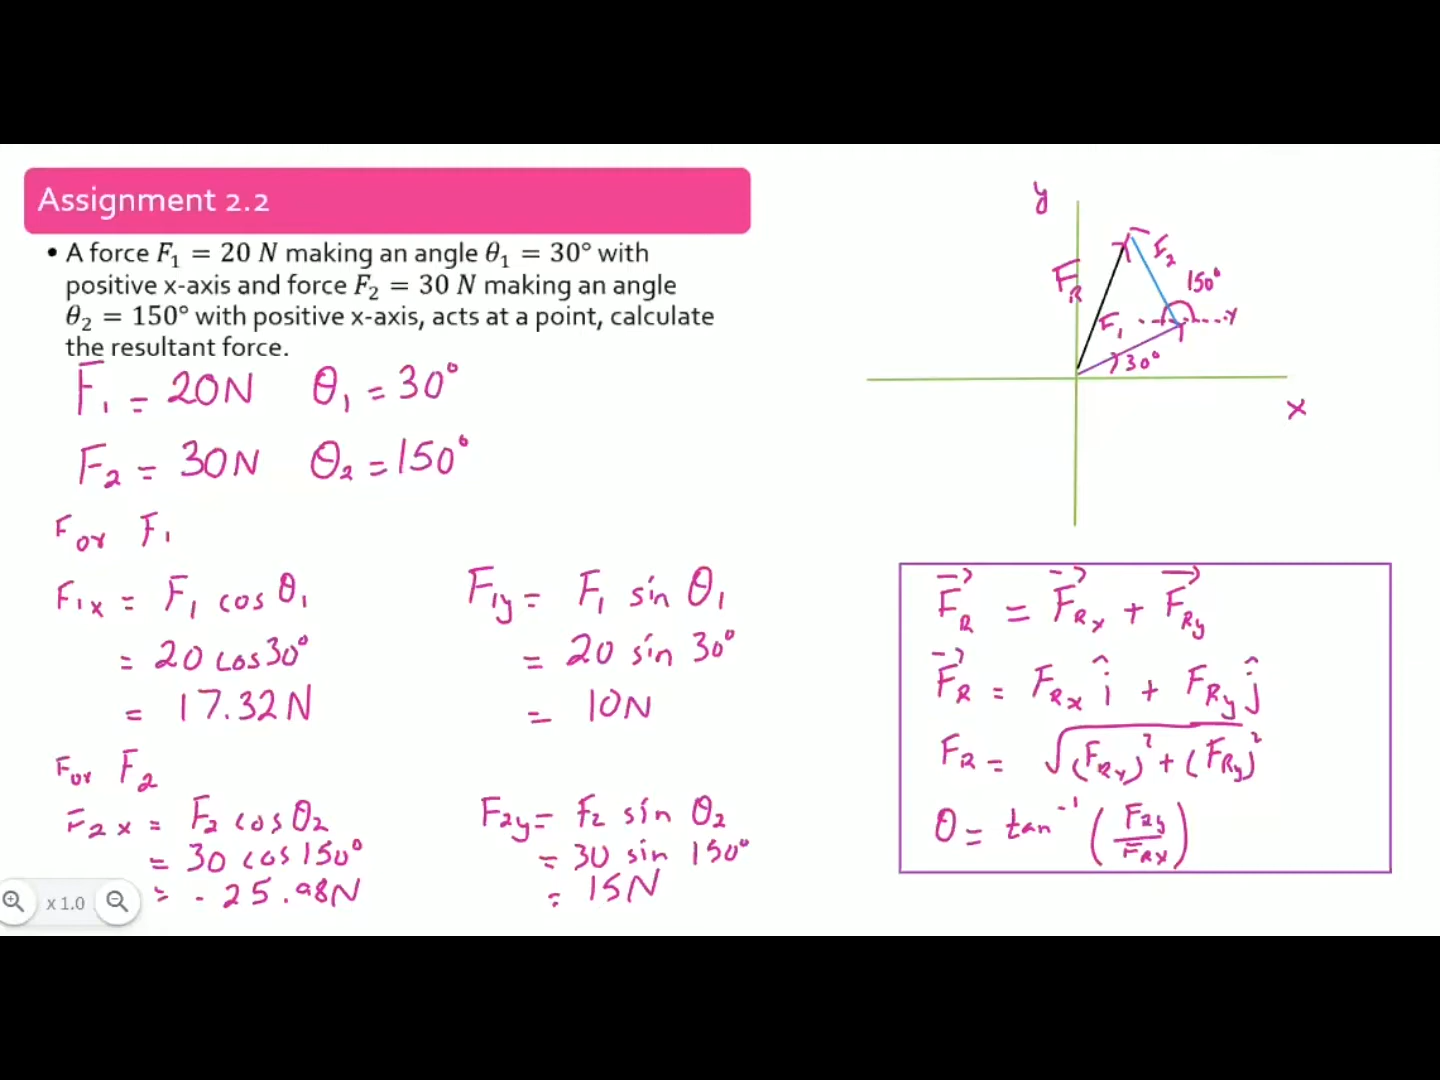 Assignment 2.2
• A force F₁ = 20 N making an angle θ₁ = 30° with
positive x-axis and force F₂ = 30 N making an angle
θ₂ = 150° with positive x-axis, acts at a point, calculate
the resultant force.
F₁ = 20N θ₁ = 30°
F₂ = 30N θ₂ = 150°
For F₁
F₁x = F₁ cos θ₁
= 20 cos 30°
= 17.32 N
F₁y = F₁ sin θ₁
= 20 sin 30°
= 10N
For F₂
F₂x = F₂ cos θ₂
= 30 cos 150°
= -25.98N
F₂y = F₂ sin θ₂
= 30 sin 150°
= 15N
x 1.0
y
F₂
F_R
150°
F₁
x
30°
x
F⃗_R = F⃗_Rx + F⃗_Ry
F⃗_R = F_Rx î + F_Ry ĵ
F_R = √(F_Rx)² + (F_Ry)²
θ = tan⁻¹ (F_Ry / F_Rx)